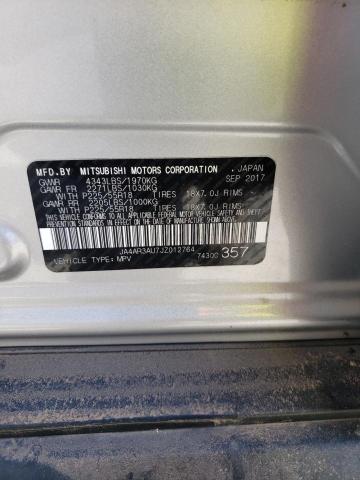 MFD.BY MITSUBISHI MOTORS CORPORATION . JAPAN
GVWR 4343LBS/1970KG SEP 2017
GAWR FR 2271LBS/1030KG
WITH P225/55R18 TIRES 18X7.0J RIMS -
GAWR RR 2205LBS/1000KG
WITH P225/55R18 TIRES 18X7.0J RIMS -
JA4AR3AU7JZ012764
VEHICLE TYPE: MPV 7430C 357